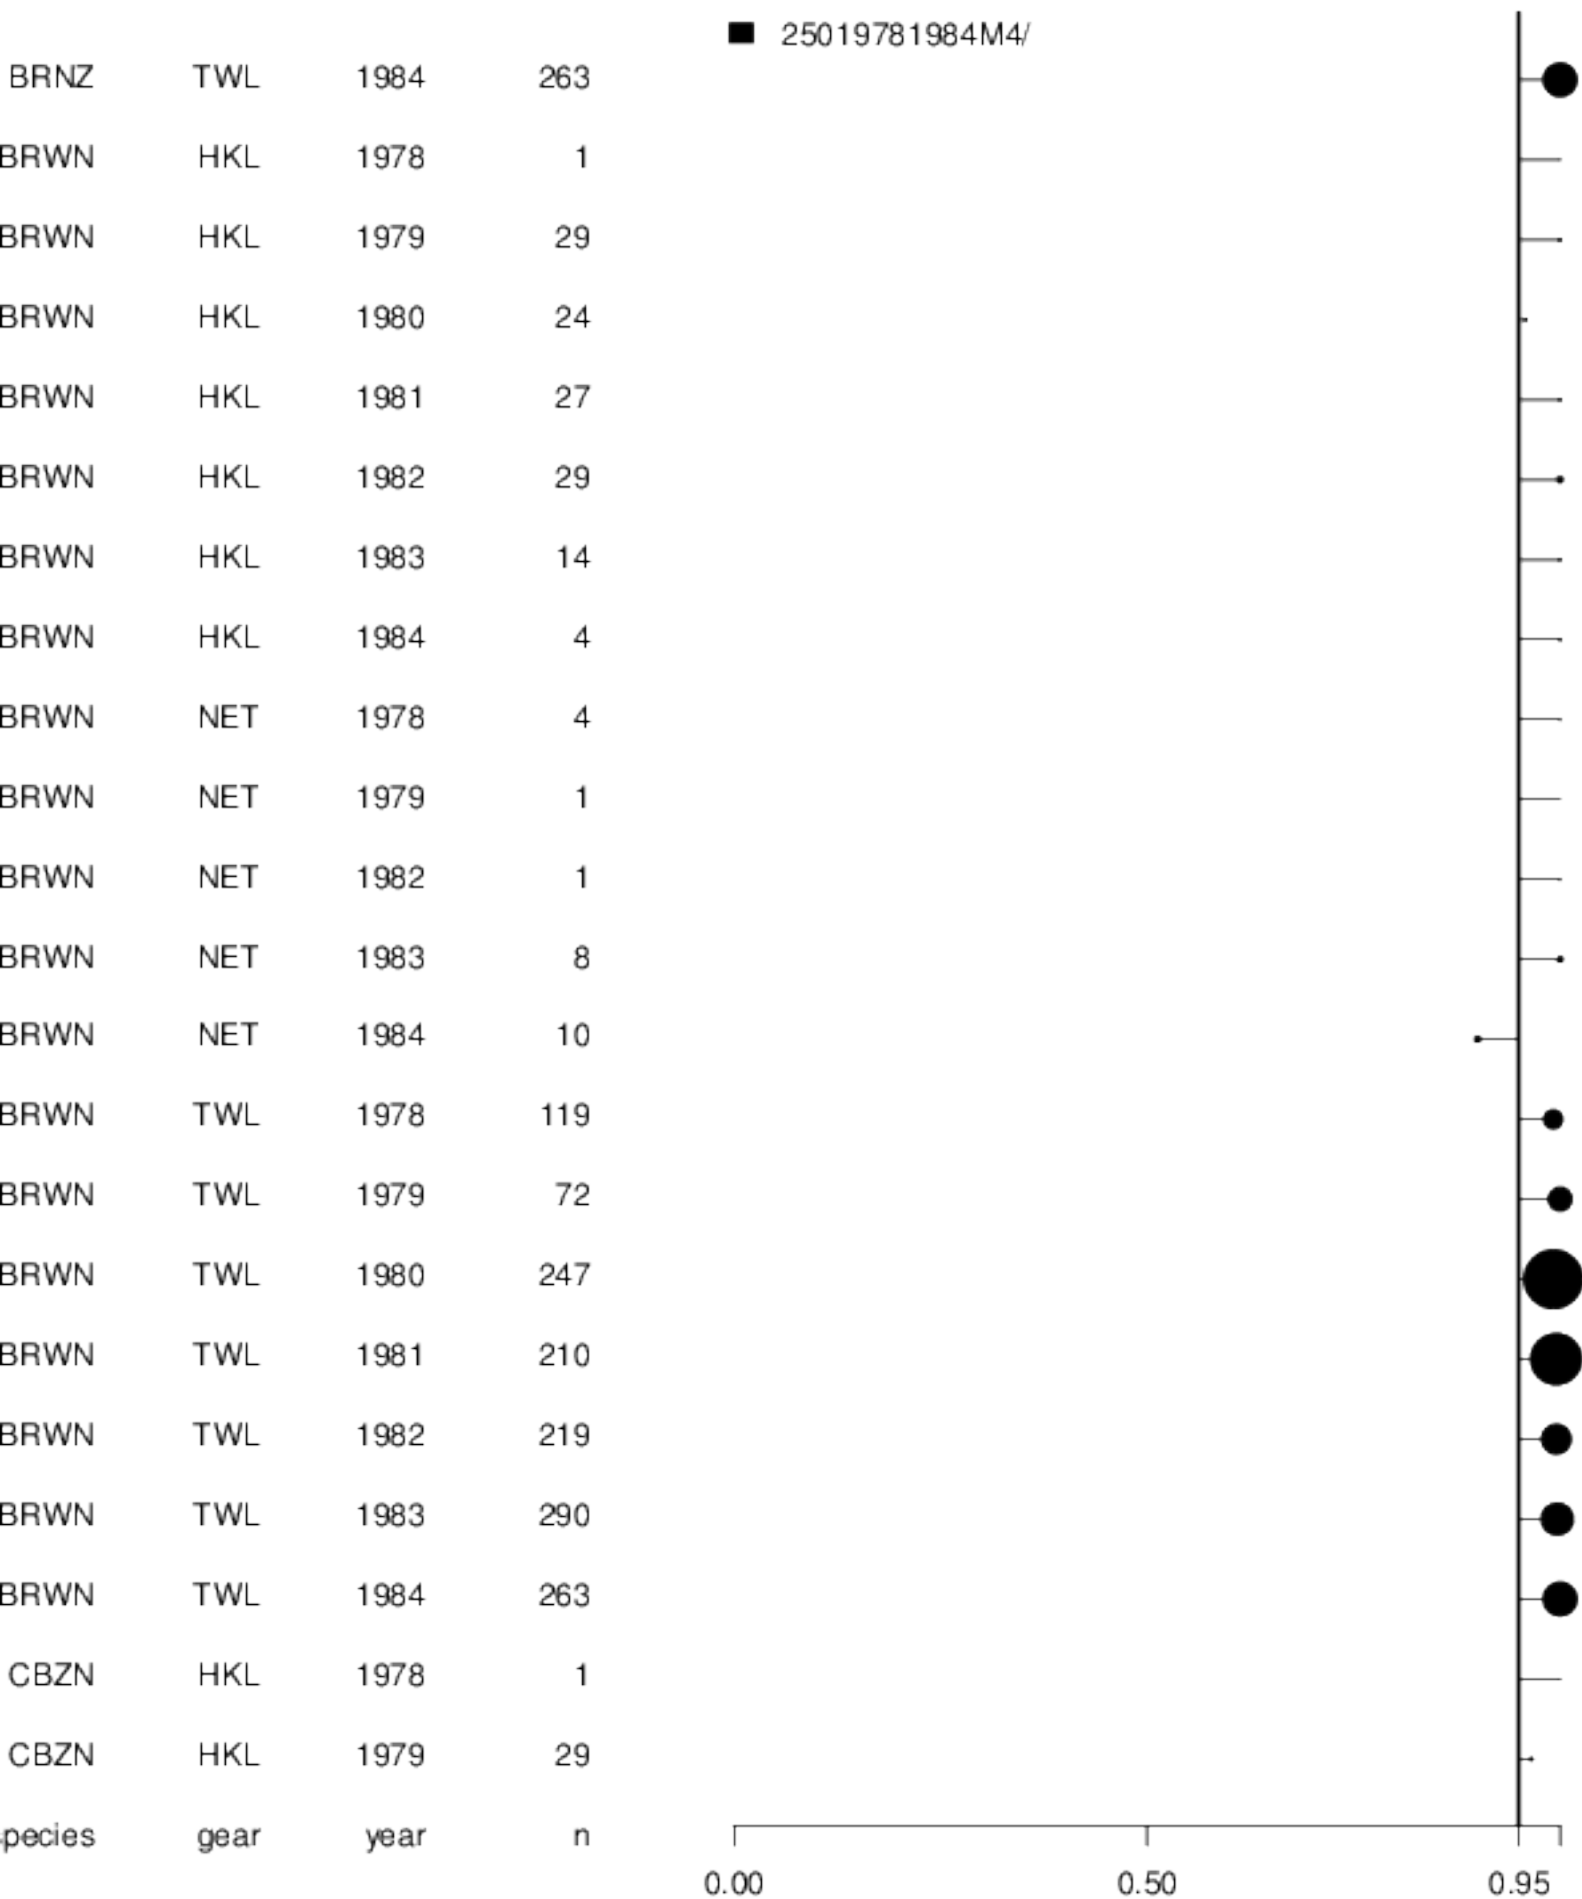 25019781984M4/
BRNZ TWL 1984 263
BRWN HKL 1978 1
BRWN HKL 1979 29
BRWN HKL 1980 24
BRWN HKL 1981 27
BRWN HKL 1982 29
BRWN HKL 1983 14
BRWN HKL 1984 4
BRWN NET 1978 4
BRWN NET 1979 1
BRWN NET 1982 1
BRWN NET 1983 8
BRWN NET 1984 10
BRWN TWL 1978 119
BRWN TWL 1979 72
BRWN TWL 1980 247
BRWN TWL 1981 210
BRWN TWL 1982 219
BRWN TWL 1983 290
BRWN TWL 1984 263
CBZN HKL 1978 1
CBZN HKL 1979 29
pecies gear year n
0.00 0.50 0.95